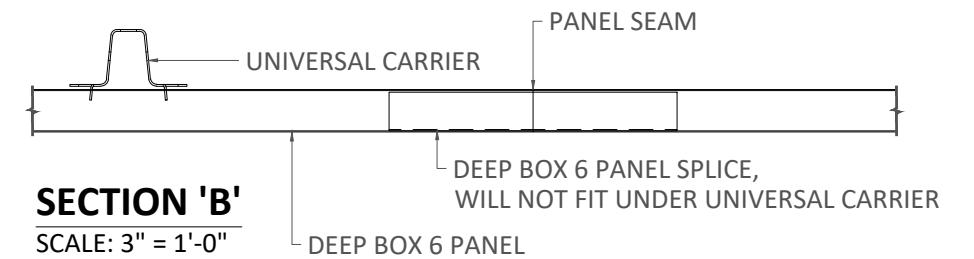 PANEL SEAM
UNIVERSAL CARRIER
DEEP BOX 6 PANEL SPLICE,
WILL NOT FIT UNDER UNIVERSAL CARRIER
SECTION 'B'
SCALE: 3" = 1'-0"
DEEP BOX 6 PANEL